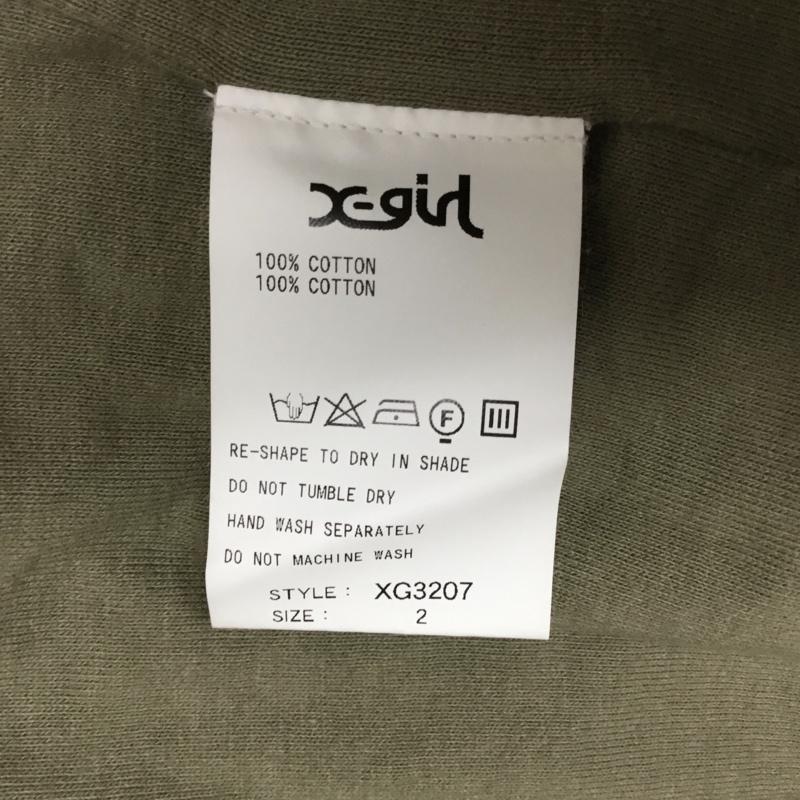 X-girl
100% COTTON
100% COTTON
F
RE-SHAPE TO DRY IN SHADE
DO NOT TUMBLE DRY
HAND WASH SEPARATELY
DO NOT MACHINE WASH
STYLE : XG3207
SIZE : 2